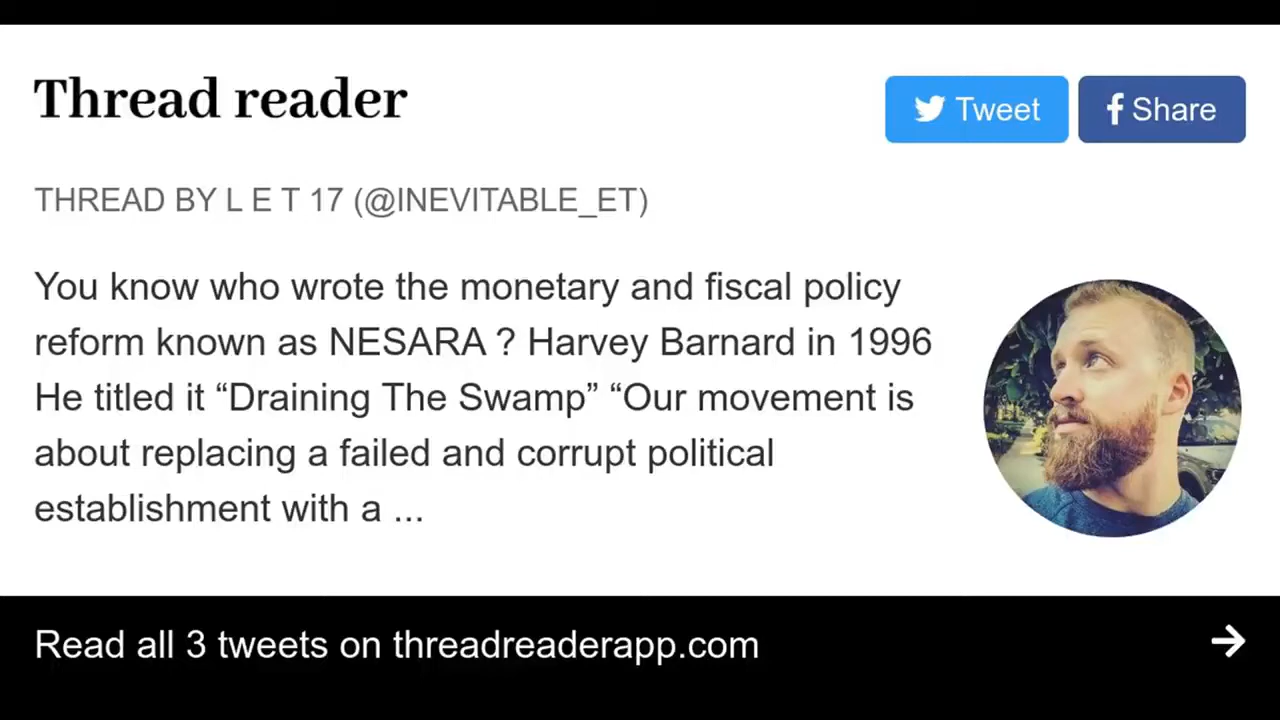 Thread reader
Tweet
Share
THREAD BY L E T 17 (@INEVITABLE_ET)
You know who wrote the monetary and fiscal policy
reform known as NESARA ? Harvey Barnard in 1996
He titled it “Draining The Swamp” “Our movement is
about replacing a failed and corrupt political
establishment with a ...
Read all 3 tweets on threadreaderapp.com